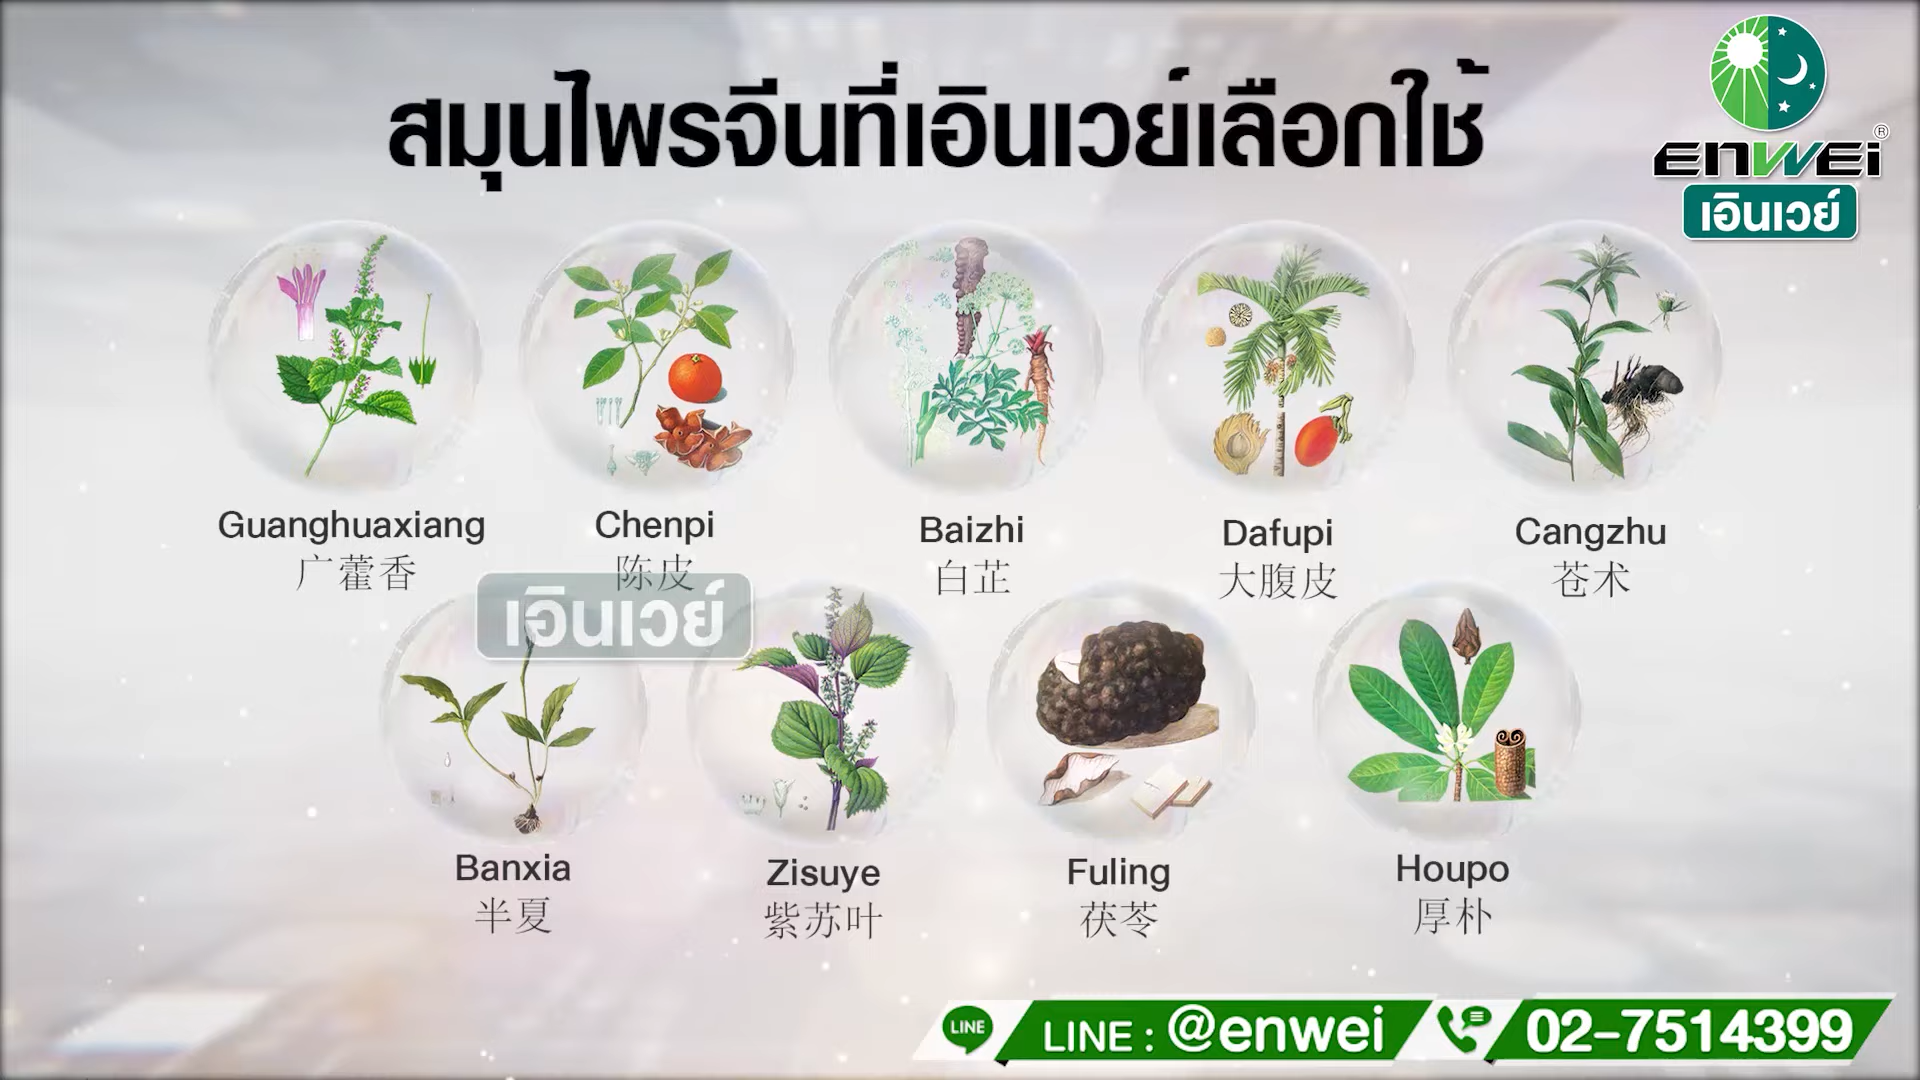 สมุนไพรจีนที่เอินเวย์เลือกใช้
ENWEI®
เอินเวย์
Guanghuaxiang
广藿香
Chenpi
陈皮
Baizhi
白芷
Dafupi
大腹皮
Cangzhu
苍术
เอินเวย์
Banxia
半夏
Zisuye
紫苏叶
Fuling
茯苓
Houpo
厚朴
LINE
LINE : @enwei
02-7514399